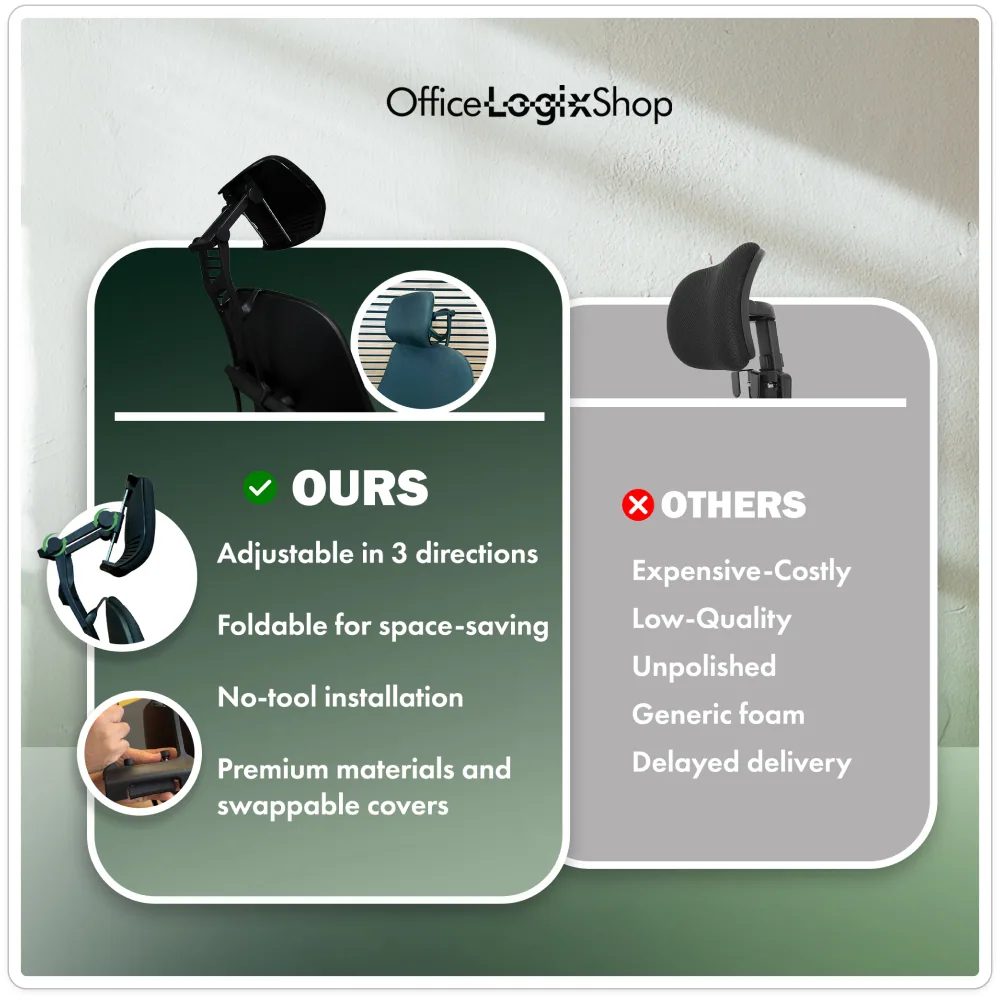 OfficeLogixShop
OURS
Adjustable in 3 directions
Foldable for space-saving
No-tool installation
Premium materials and
swappable covers
OTHERS
Expensive-Costly
Low-Quality
Unpolished
Generic foam
Delayed delivery